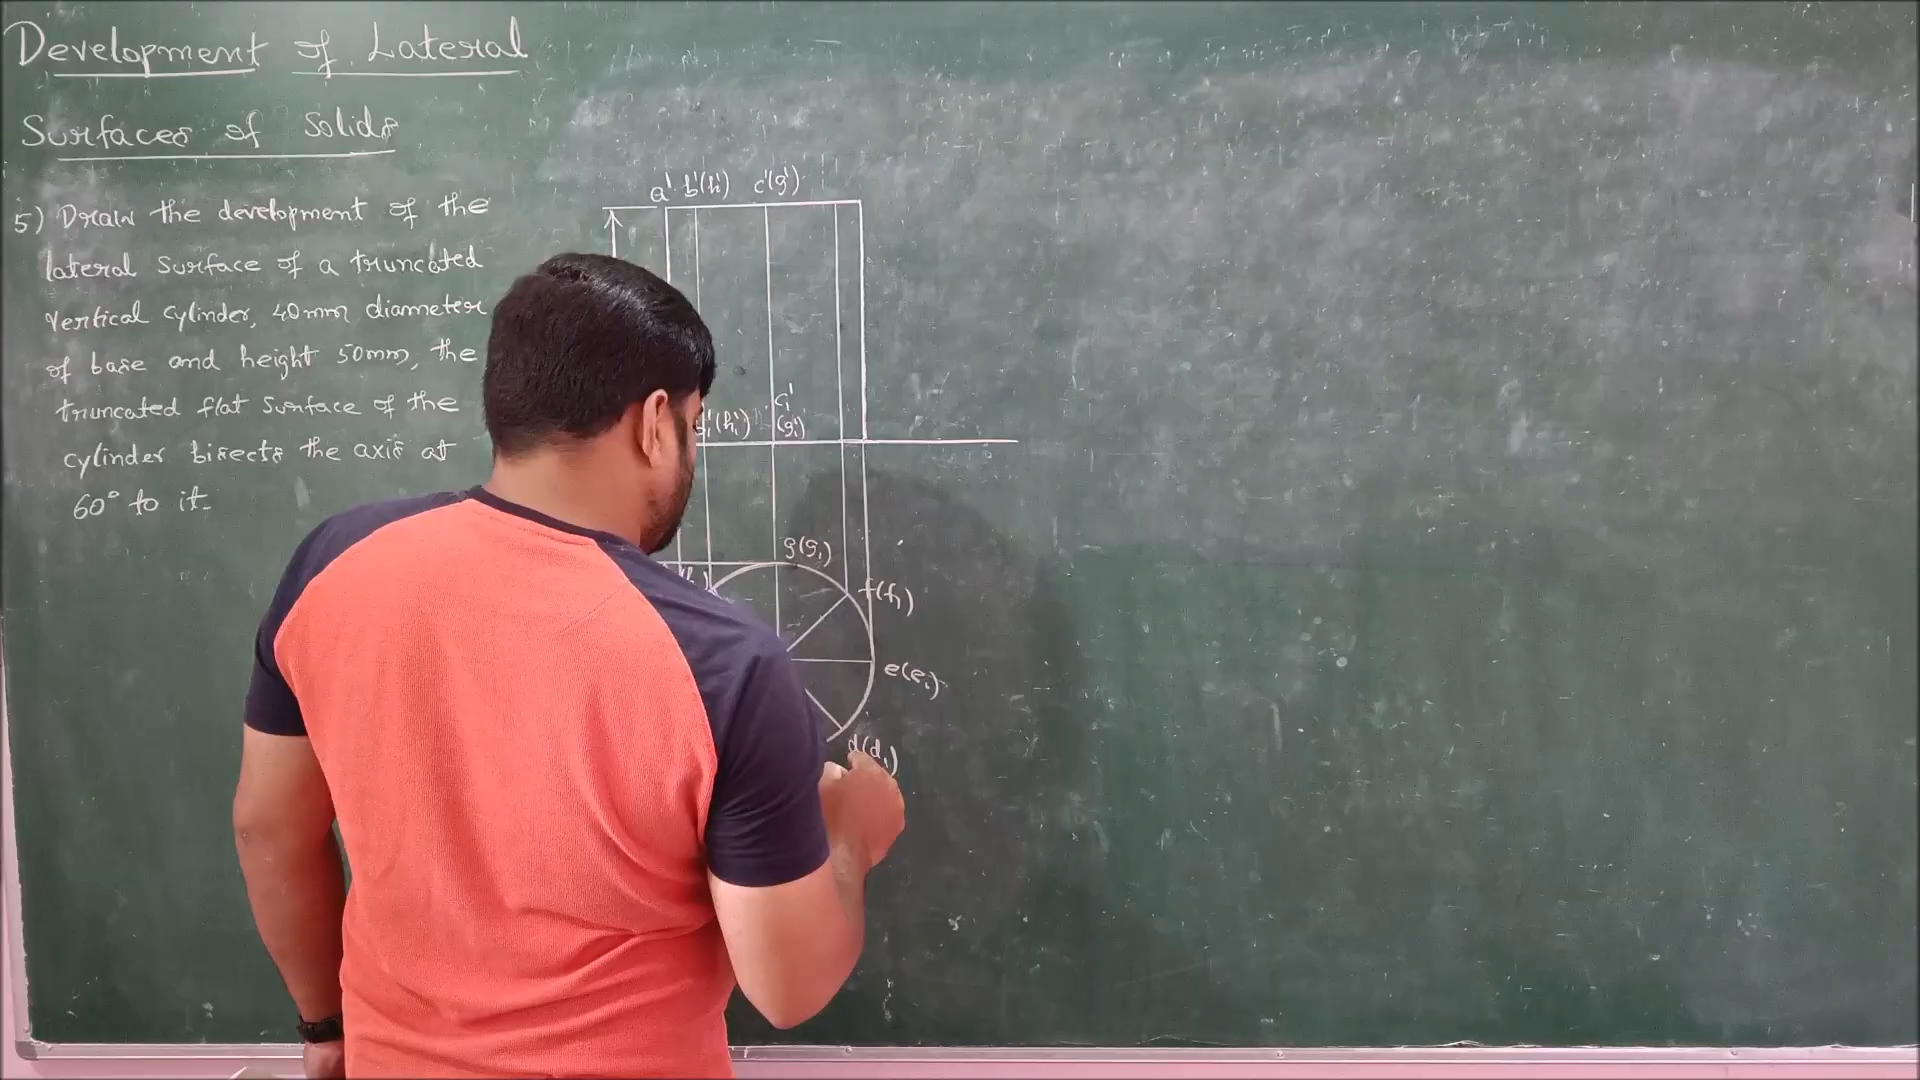 Development of Lateral
Surfaces of Solids
5) Draw the development of the
lateral surface of a truncated
vertical cylinder, 40mm diameter
of base and height 50mm, the
truncated flat surface of the
cylinder bisects the axis at
60° to it.
a' b'(h') c'(g')
c₁'
(h₁') (g₁')
g(g₁)
f(f₁)
e(e₁)
d(d₁)